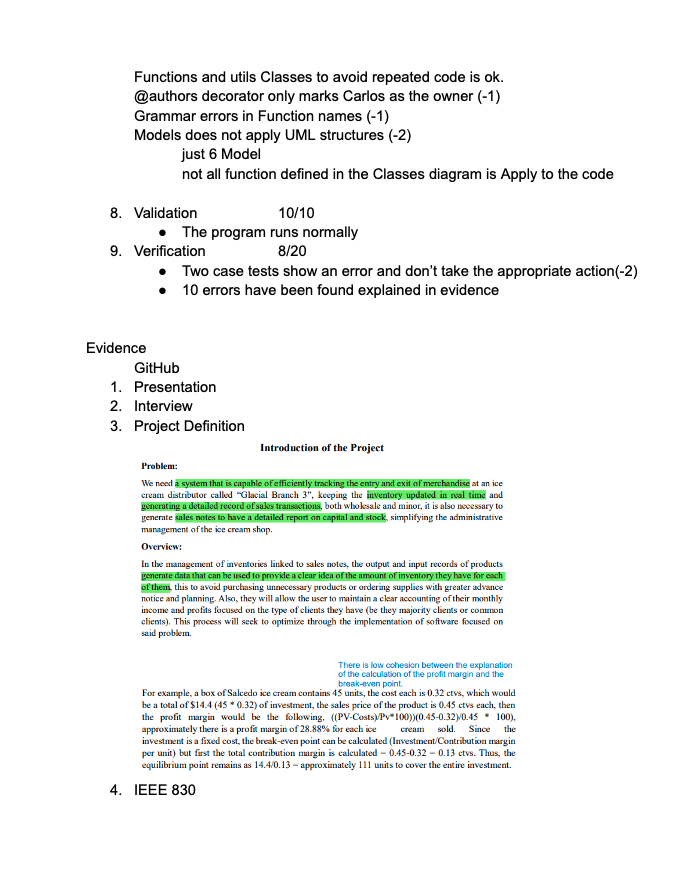 Functions and utils Classes to avoid repeated code is ok.
@authors decorator only marks Carlos as the owner (-1)
Grammar errors in Function names (-1)
Models does not apply UML structures (-2)
just 6 Model
not all function defined in the Classes diagram is Apply to the code
8. Validation 10/10
● The program runs normally
9. Verification 8/20
● Two case tests show an error and don’t take the appropriate action(-2)
● 10 errors have been found explained in evidence
Evidence
GitHub
1. Presentation
2. Interview
3. Project Definition
Introduction of the Project
Problem:
We need a system that is capable of efficiently tracking the entry and exit of merchandise at an ice
cream distributor called “Glacial Branch 3”, keeping the inventory updated in real time and
generating a detailed record of sales transactions, both wholesale and minor, it is also necessary to
generate sales notes to have a detailed report on capital and stock, simplifying the administrative
management of the ice cream shop.
Overview:
In the management of inventories linked to sales notes, the output and input records of products
generate data that can be used to provide a clear idea of the amount of inventory they have for each
of them, this to avoid purchasing unnecessary products or ordering supplies with greater advance
notice and planning. Also, they will allow the user to maintain a clear accounting of their monthly
income and profits focused on the type of clients they have (be they majority clients or common
clients). This process will seek to optimize through the implementation of software focused on
said problem.
There is low cohesion between the explanation
of the calculation of the profit margin and the
break-even point.
For example, a box of Salcedo ice cream contains 45 units, the cost each is 0.32 ctvs, which would
be a total of $14.4 (45 * 0.32) of investment, the sales price of the product is 0.45 ctvs each, then
the profit margin would be the following, ((PV-Costs)/Pv*100))(0.45-0.32)/0.45 * 100),
approximately there is a profit margin of 28.88% for each ice cream sold. Since the
investment is a fixed cost, the break-even point can be calculated (Investment/Contribution margin
per unit) but first the total contribution margin is calculated = 0.45-0.32 = 0.13 ctvs. Thus, the
equilibrium point remains as 14.4/0.13 = approximately 111 units to cover the entire investment.
4. IEEE 830